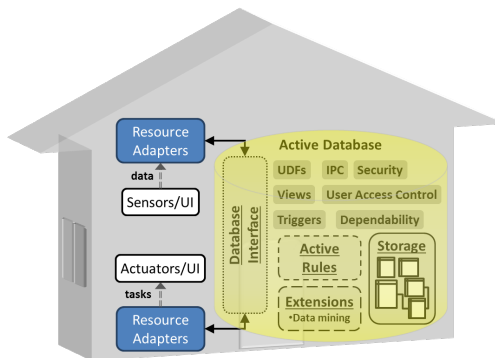 Resource
Adapters
data
Sensors/UI
Actuators/UI
tasks
Resource
Adapters
Active Database
Database
Interface
UDFs IPC Security
Views User Access Control
Triggers Dependability
Active
Rules
Storage
Extensions
•Data mining